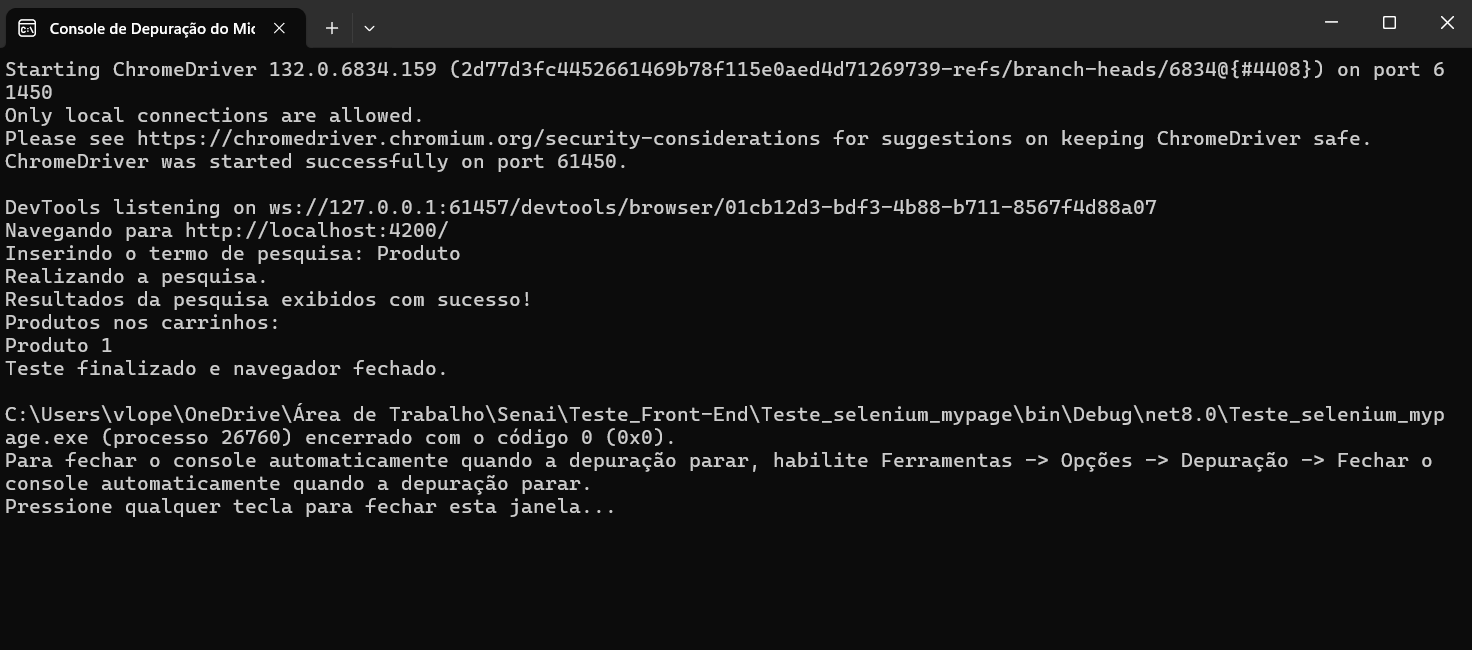 Console de Depuração do Mic
Starting ChromeDriver 132.0.6834.159 (2d77d3fc4452661469b78f115e0aed4d71269739-refs/branch-heads/6834@{#4408}) on port 6
1450
Only local connections are allowed.
Please see https://chromedriver.chromium.org/security-considerations for suggestions on keeping ChromeDriver safe.
ChromeDriver was started successfully on port 61450.
DevTools listening on ws://127.0.0.1:61457/devtools/browser/01cb12d3-bdf3-4b88-b711-8567f4d88a07
Navegando para http://localhost:4200/
Inserindo o termo de pesquisa: Produto
Realizando a pesquisa.
Resultados da pesquisa exibidos com sucesso!
Produtos nos carrinhos:
Produto 1
Teste finalizado e navegador fechado.
C:\Users\vlope\OneDrive\Área de Trabalho\Senai\Teste_Front-End\Teste_selenium_mypage\bin\Debug\net8.0\Teste_selenium_myp
age.exe (processo 26760) encerrado com o código 0 (0x0).
Para fechar o console automaticamente quando a depuração parar, habilite Ferramentas -> Opções -> Depuração -> Fechar o
console automaticamente quando a depuração parar.
Pressione qualquer tecla para fechar esta janela...